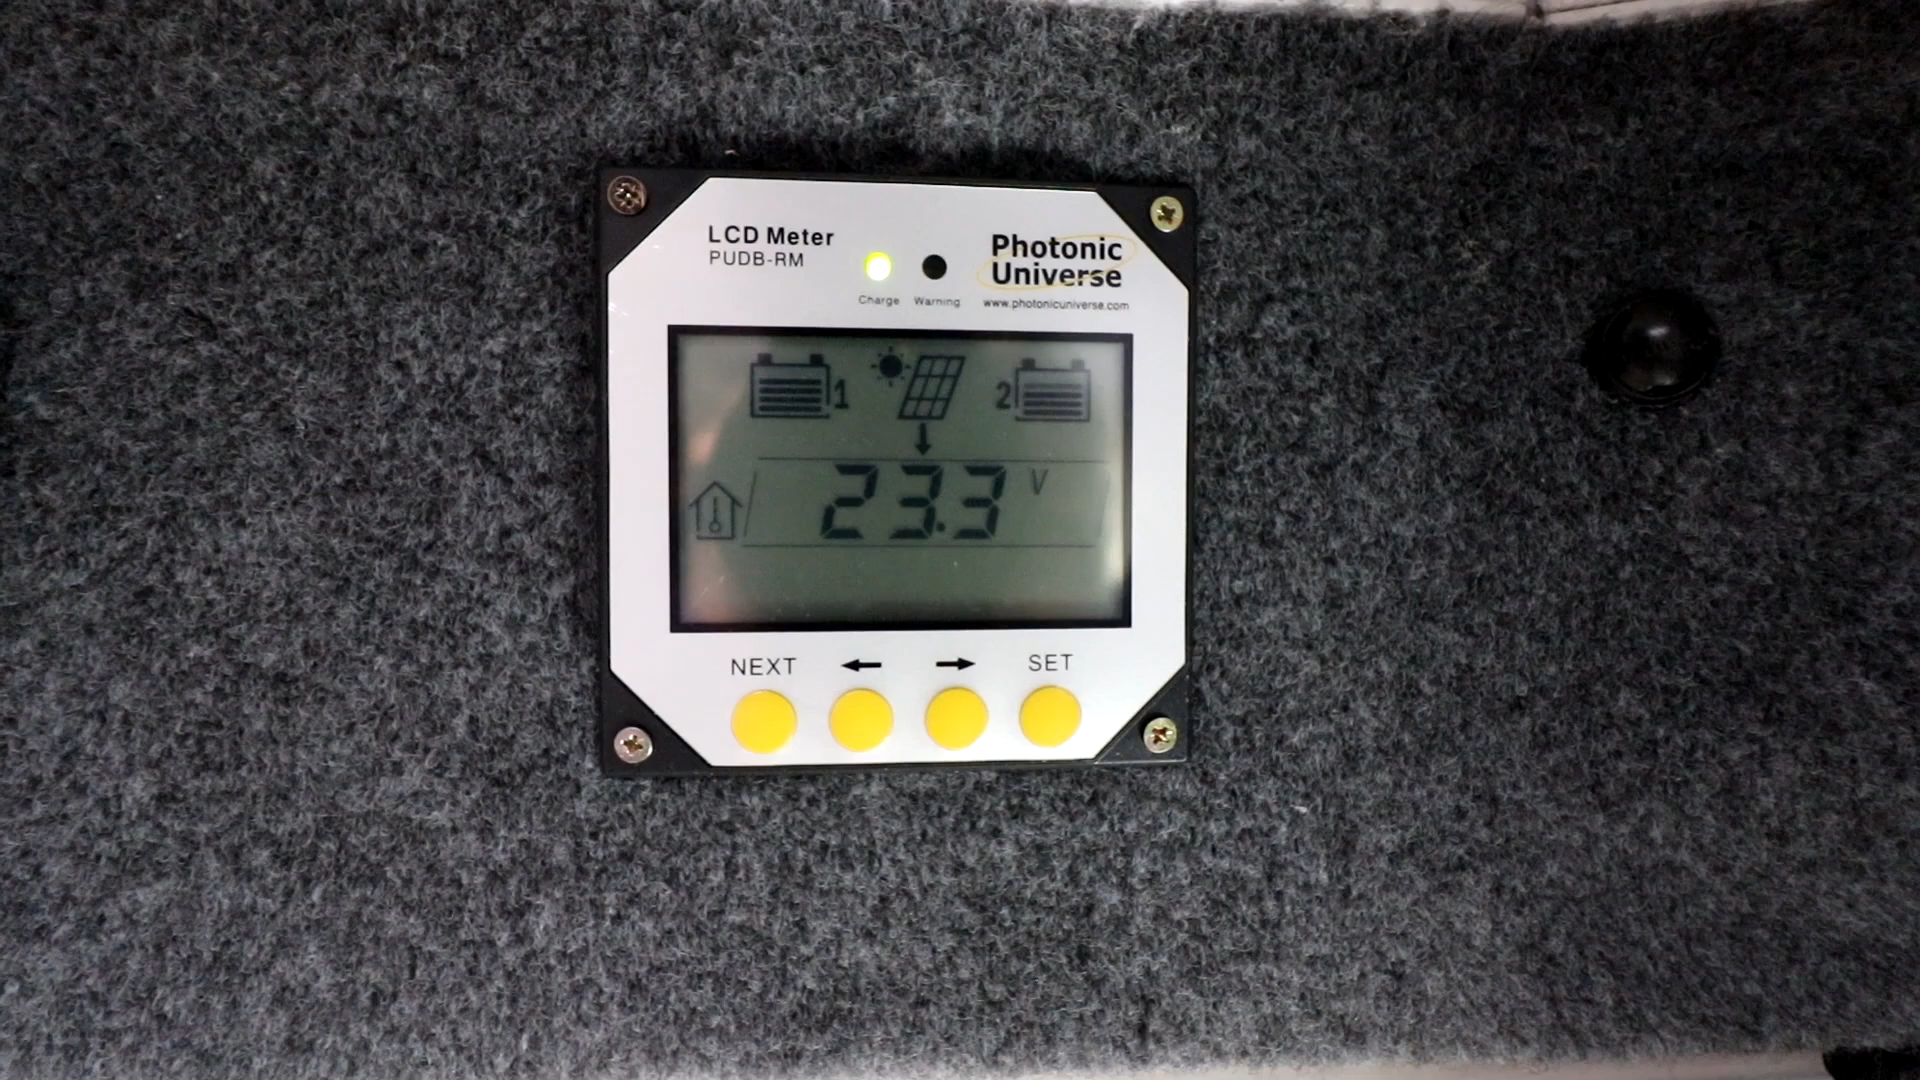 LCD Meter
PUDB-RM
Photonic
Universe
Charge
Warning
www.photonicuniverse.com
1
2
23.3 V
NEXT
←
→
SET